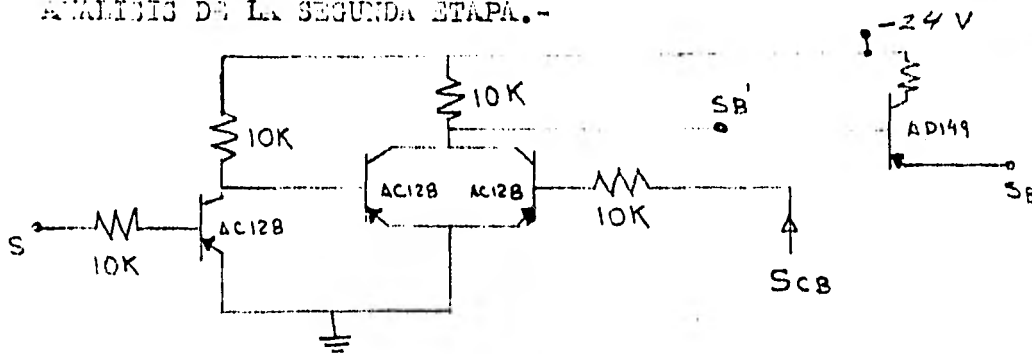 ANALISIS DE LA SEGUNDA ETAPA.-
-24 V
10K
10K
SB'
AD149
AC128
AC128
SB
10K
AC128
S
10K
SCB